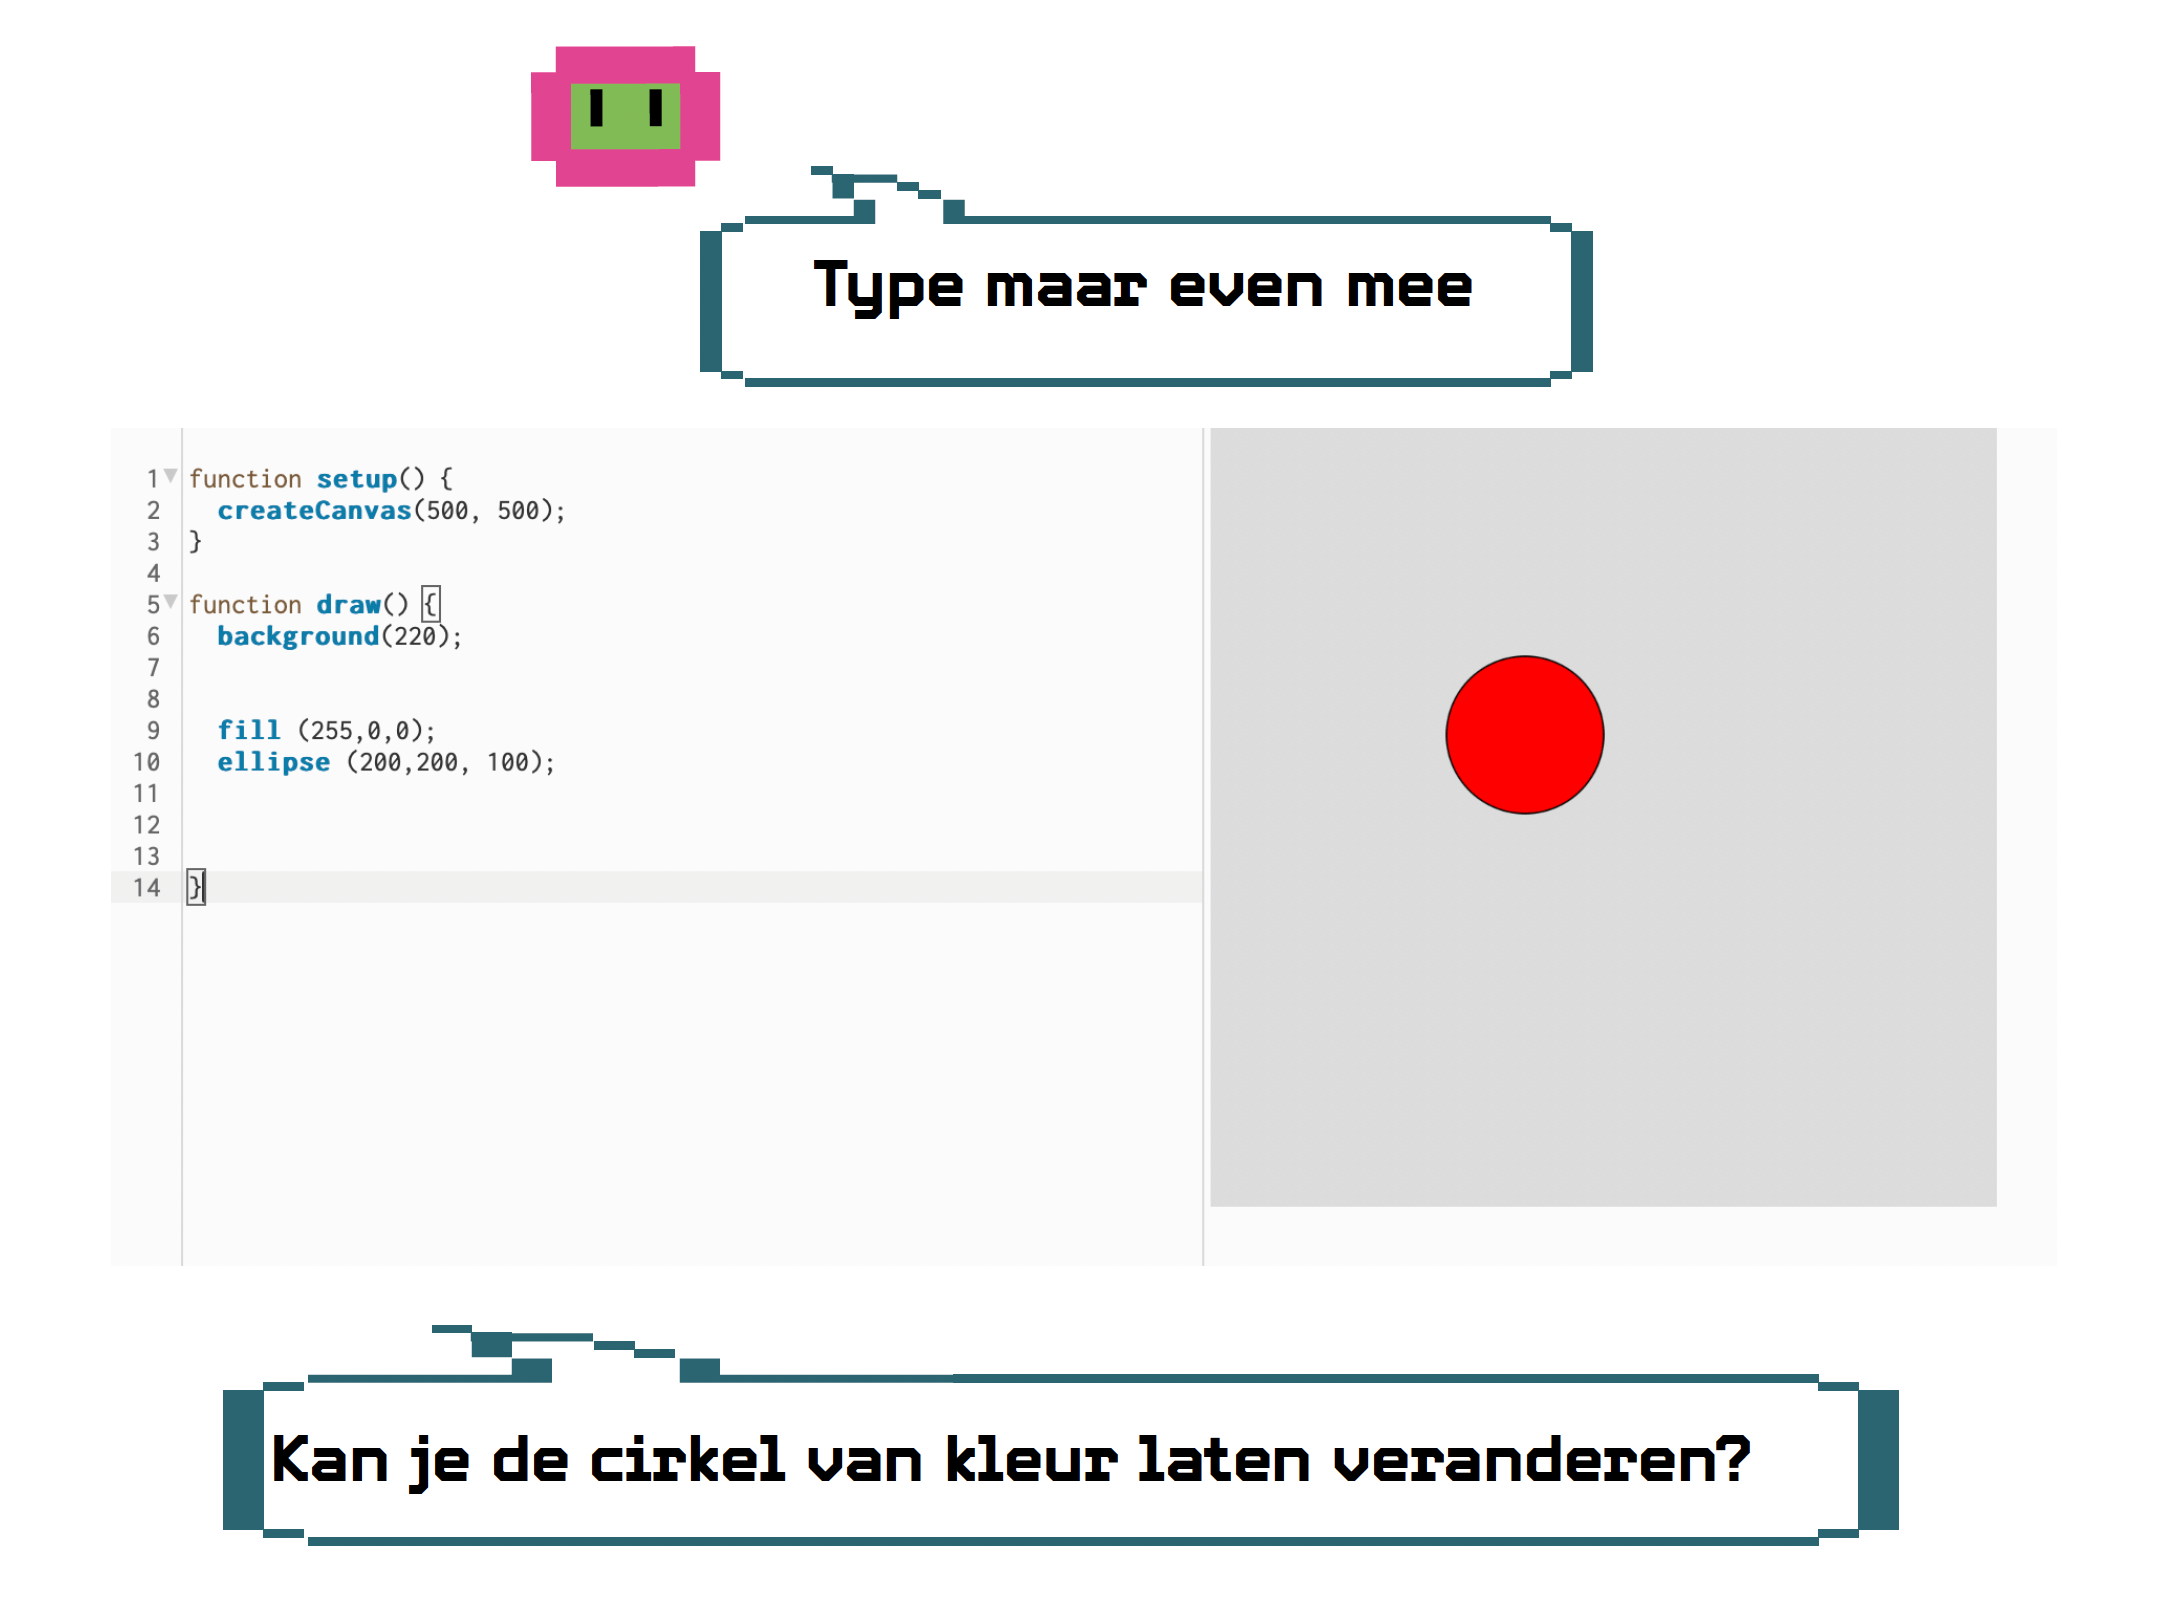 Type maar even mee
1 function setup() {
2 createCanvas(500, 500);
3 }
4
5 function draw() {
6 background(220);
7
8
9 fill (255,0,0);
10 ellipse (200,200, 100);
11
12
13
14 }
Kan je de cirkel van kleur laten veranderen?